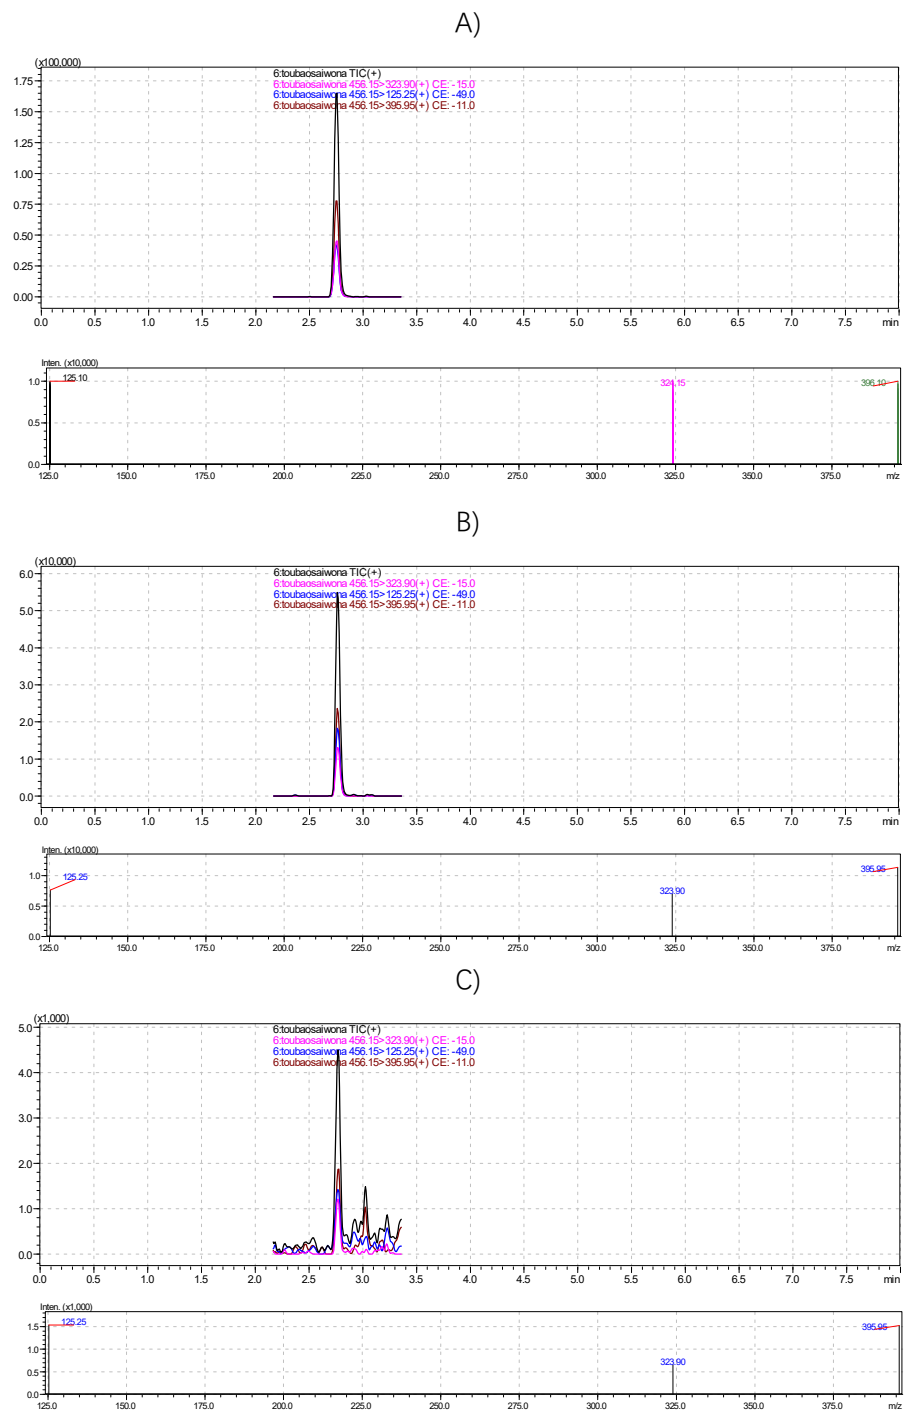 A)
(x100,000)
6:toubaosaiwona TIC(+)
6:toubaosaiwona 456.15>323.90(+) CE: -15.0
6:toubaosaiwona 456.15>125.25(+) CE: -49.0
6:toubaosaiwona 456.15>395.95(+) CE: -11.0
1.75
1.50
1.25
1.00
0.75
0.50
0.25
0.00
0.0 0.5 1.0 1.5 2.0 2.5 3.0 3.5 4.0 4.5 5.0 5.5 6.0 6.5 7.0 7.5 min
Inten. (x10,000)
125.10 324.15 396.10
1.0
0.5
0.0
125.0 150.0 175.0 200.0 225.0 250.0 275.0 300.0 325.0 350.0 375.0 m/z
B)
(x10,000)
6:toubaosaiwona TIC(+)
6:toubaosaiwona 456.15>323.90(+) CE: -15.0
6:toubaosaiwona 456.15>125.25(+) CE: -49.0
6:toubaosaiwona 456.15>395.95(+) CE: -11.0
6.0
5.0
4.0
3.0
2.0
1.0
0.0
0.0 0.5 1.0 1.5 2.0 2.5 3.0 3.5 4.0 4.5 5.0 5.5 6.0 6.5 7.0 7.5 min
Inten. (x10,000)
125.25 323.90 395.95
1.0
0.5
0.0
125.0 150.0 175.0 200.0 225.0 250.0 275.0 300.0 325.0 350.0 375.0 m/z
C)
(x1,000)
6:toubaosaiwona TIC(+)
6:toubaosaiwona 456.15>323.90(+) CE: -15.0
6:toubaosaiwona 456.15>125.25(+) CE: -49.0
6:toubaosaiwona 456.15>395.95(+) CE: -11.0
5.0
4.0
3.0
2.0
1.0
0.0
0.0 0.5 1.0 1.5 2.0 2.5 3.0 3.5 4.0 4.5 5.0 5.5 6.0 6.5 7.0 7.5 min
Inten. (x1,000)
125.25 323.90 395.95
1.5
1.0
0.5
0.0
125.0 150.0 175.0 200.0 225.0 250.0 275.0 300.0 325.0 350.0 375.0 m/z